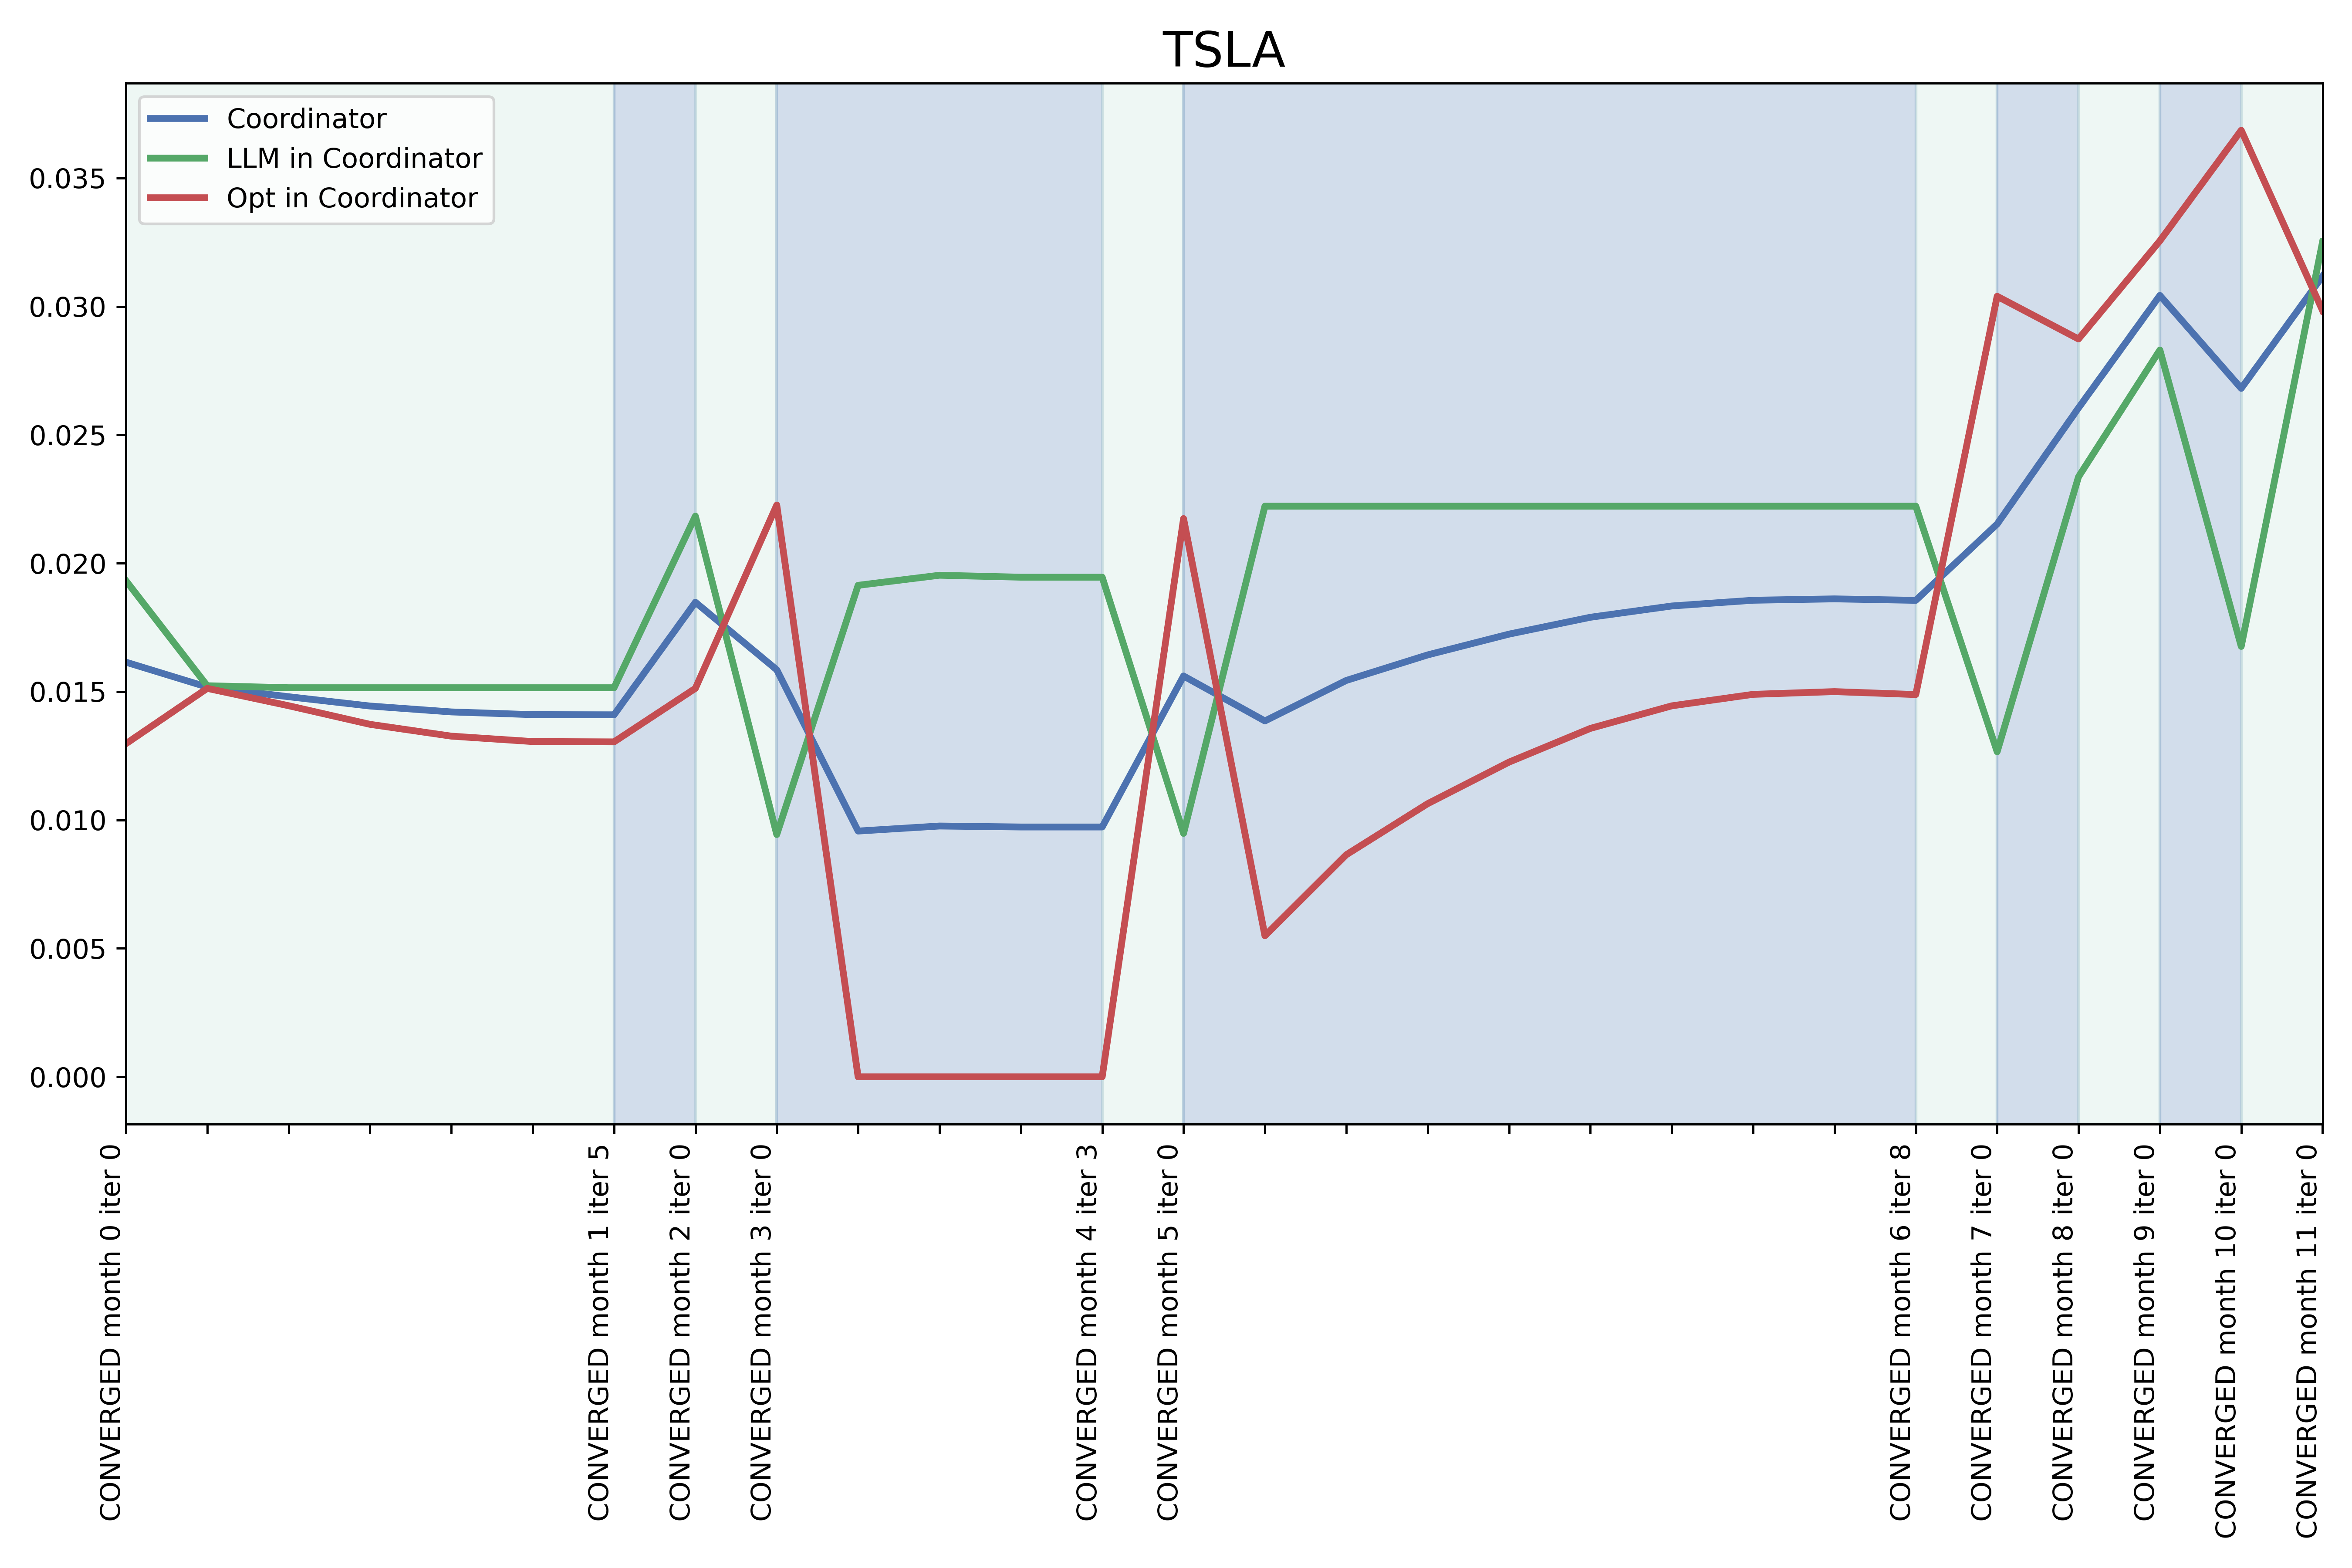 TSLA
Coordinator
LLM in Coordinator
Opt in Coordinator
0.035
0.030
0.025
0.020
0.015
0.010
0.005
0.000
CONVERGED month 0 iter 0
CONVERGED month 1 iter 5
CONVERGED month 2 iter 0
CONVERGED month 3 iter 0
CONVERGED month 4 iter 3
CONVERGED month 5 iter 0
CONVERGED month 6 iter 8
CONVERGED month 7 iter 0
CONVERGED month 8 iter 0
CONVERGED month 9 iter 0
CONVERGED month 10 iter 0
CONVERGED month 11 iter 0